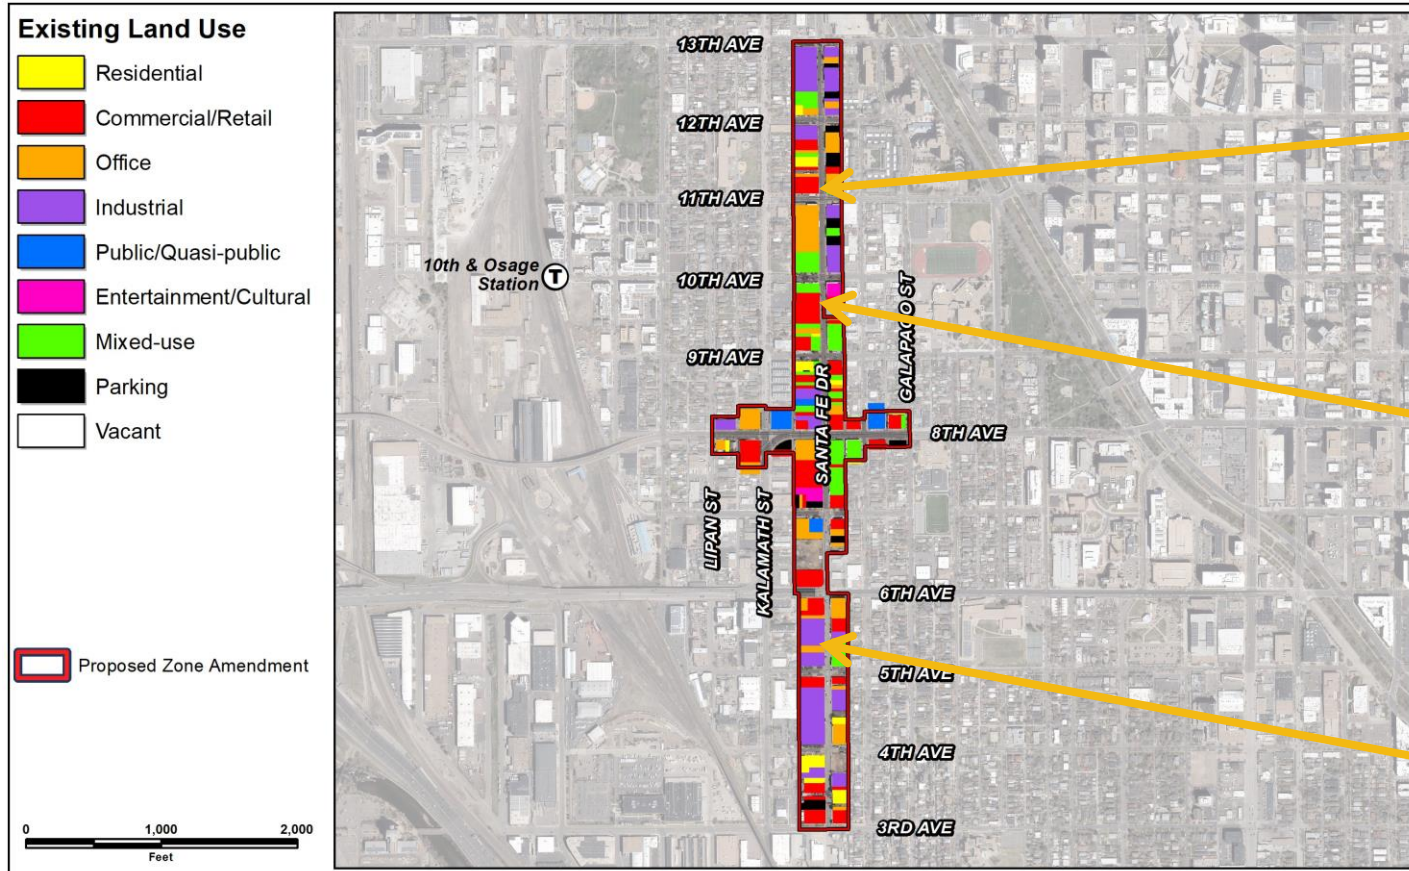 Existing Land Use
Residential
Commercial/Retail
Office
Industrial
Public/Quasi-public
Entertainment/Cultural
Mixed-use
Parking
Vacant
Proposed Zone Amendment
0 1,000 2,000
Feet
13TH AVE
12TH AVE
11TH AVE
10th & Osage
Station
T
10TH AVE
GALAPAGO ST
9TH AVE
SANTA FE DR
8TH AVE
LIPAN ST
KALAMATH ST
6TH AVE
5TH AVE
4TH AVE
3RD AVE